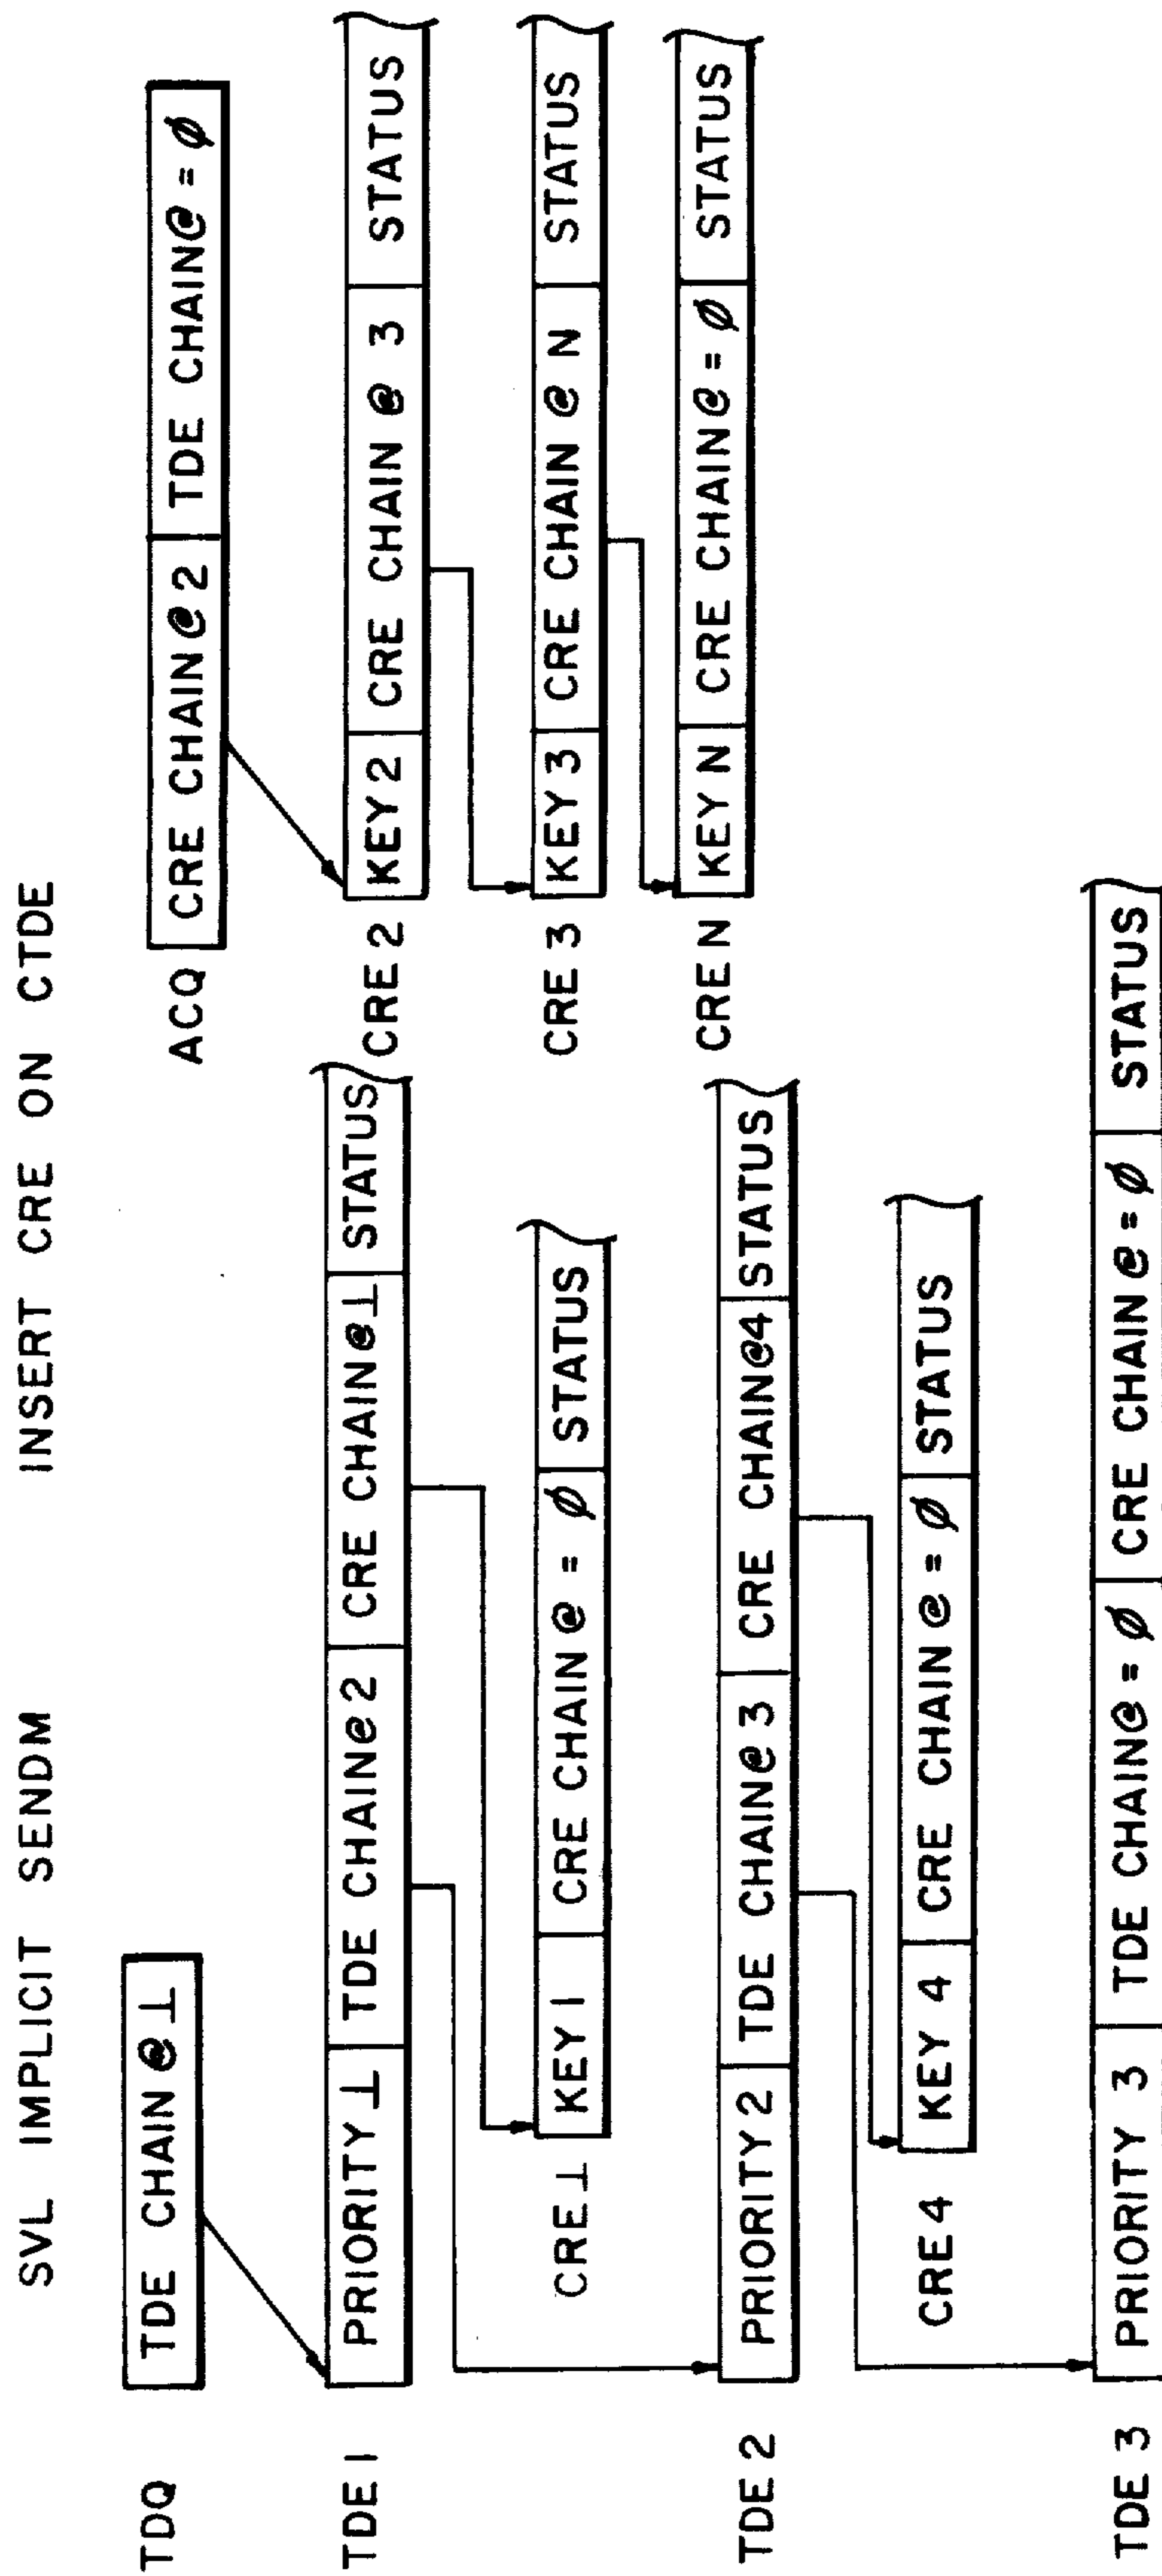 SVL IMPLICIT SENDM INSERT CRE ON CTDE
TDQ TDE CHAIN @ 1
ACQ CRE CHAIN @ 2 TDE CHAIN @ = Ø
TDE 1 PRIORITY 1 TDE CHAIN @ 2 CRE CHAIN @ 1 STATUS
CRE 2 KEY 2 CRE CHAIN @ 3 STATUS
CRE 1 KEY 1 CRE CHAIN @ = Ø STATUS
CRE 3 KEY 3 CRE CHAIN @ N STATUS
CRE N KEY N CRE CHAIN @ = Ø STATUS
TDE 2 PRIORITY 2 TDE CHAIN @ 3 CRE CHAIN @ 4 STATUS
CRE 4 KEY 4 CRE CHAIN @ = Ø STATUS
TDE 3 PRIORITY 3 TDE CHAIN @ = Ø CRE CHAIN @ = Ø STATUS